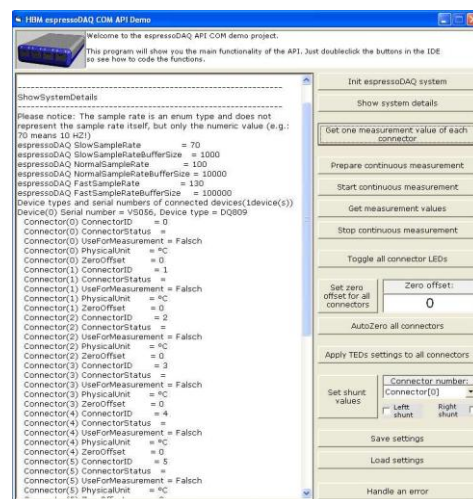 HBM espressoDAQ COM API Demo
Welcome to the espressoDAQ API COM demo project.
This program will show you the main functionality of the API. Just doubleclick the buttons in the IDE
so see how to code the functions.
--------------------------------------------------------------------
ShowSystemDetails
--------------------------------------------------------------------
Please notice: The sample rate is an enum type and does not
represent the sample rate itself, but only the numeric value (e.g.:
70 means 10 HZ!)
espressoDAQ SlowSampleRate = 70
espressoDAQ SlowSampleRateBufferSize = 1000
espressoDAQ NormalSampleRate = 100
espressoDAQ NormalSampleRateBufferSize = 10000
espressoDAQ FastSampleRate = 130
espressoDAQ FastSampleRateBufferSize = 100000
Device types and serial numbers of connected devices(1device(s))
Device(0) Serial number = VS056, Device type = DQ809
Connector(0) ConnectorID = 0
Connector(0) ConnectorStatus =
Connector(0) UseForMeasurement = Falsch
Connector(0) PhysicalUnit = °C
Connector(0) ZeroOffset = 0
Connector(1) ConnectorID = 1
Connector(1) ConnectorStatus =
Connector(1) UseForMeasurement = Falsch
Connector(1) PhysicalUnit = °C
Connector(1) ZeroOffset = 0
Connector(2) ConnectorID = 2
Connector(2) ConnectorStatus =
Connector(2) UseForMeasurement = Falsch
Connector(2) PhysicalUnit = °C
Connector(2) ZeroOffset = 0
Connector(3) ConnectorID = 3
Connector(3) ConnectorStatus =
Connector(3) UseForMeasurement = Falsch
Connector(3) PhysicalUnit = °C
Connector(3) ZeroOffset = 0
Connector(4) ConnectorID = 4
Connector(4) ConnectorStatus =
Connector(4) UseForMeasurement = Falsch
Connector(4) PhysicalUnit = °C
Connector(4) ZeroOffset = 0
Connector(5) ConnectorID = 5
Connector(5) ConnectorStatus =
Connector(5) UseForMeasurement = Falsch
Connector(5) PhysicalUnit = °C
Init espressoDAQ system
Show system details
Get one measurement value of each
connector
Prepare continuous measurement
Start continuous measurement
Get measurement values
Stop continuous measurement
Toggle all connector LEDs
Set zero
offset for all
connectors
Zero offset:
0
AutoZero all connectors
Apply TEDs settings to all connectors
Set shunt
values
Connector number:
Connector[0]
Leftt
shunt
Right
shunt
Save settings
Load settings
Handle an error